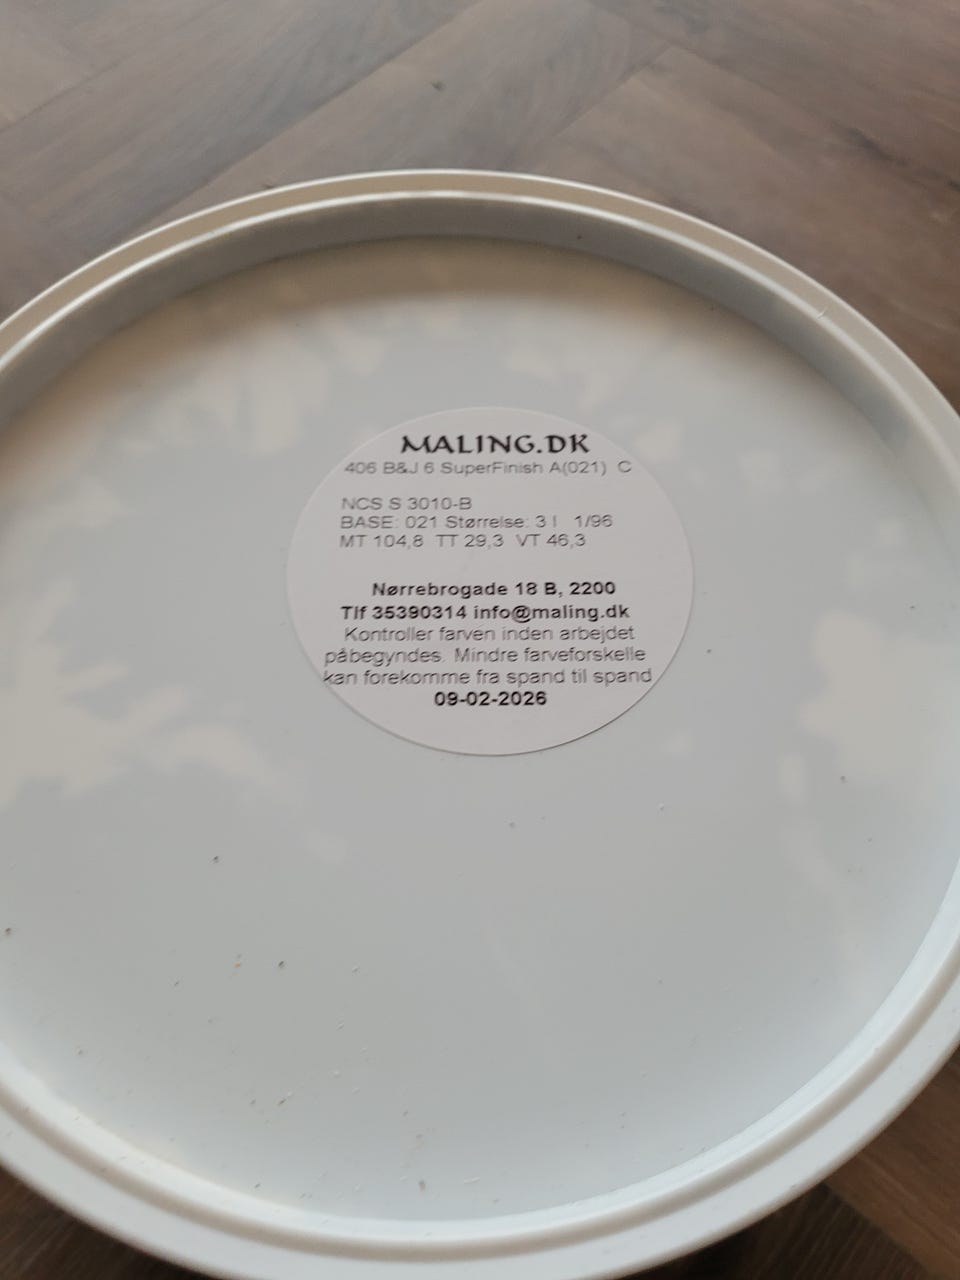 MALING.DK
406 B&J 6 SuperFinish A(021) C
NCS S 3010-B
BASE: 021 Størrelse: 3 l 1/96
MT 104,8 TT 29,3 VT 46,3
Nørrebrogade 18 B, 2200
Tlf 35390314 info@maling.dk
Kontroller farven inden arbejdet
påbegyndes. Mindre farveforskelle
kan forekomme fra spand til spand
09-02-2026